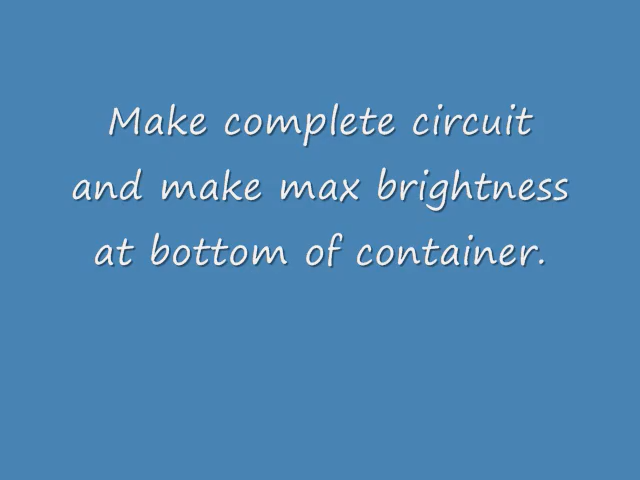 Make complete circuit
and make max brightness
at bottom of container.